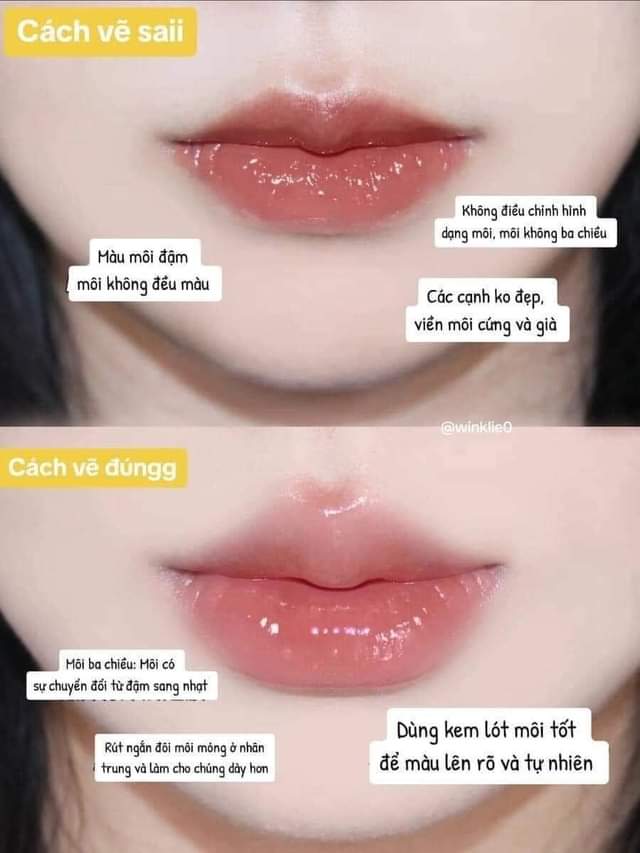 Cách vẽ saii
Không điều chỉnh hình
dạng môi, môi không ba chiều
Màu môi đậm
môi không đều màu
Các cạnh ko đẹp,
viền môi cứng và già
@winklie0
Cách vẽ đúngg
Môi ba chiều: Môi có
sự chuyển đổi từ đậm sang nhạt
Dùng kem lót môi tốt
để màu lên rõ và tự nhiên
Rút ngắn đôi môi mỏng ở nhân
trung và làm cho chúng dày hơn